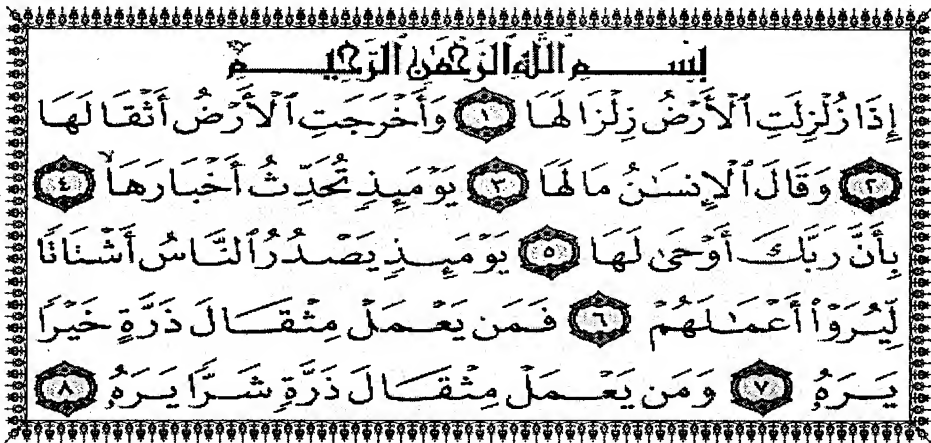 بِسْمِ ٱللَّهِ ٱلرَّحْمَٰنِ ٱلرَّحِيمِ
إِذَا زُلْزِلَتِ ٱلْأَرْضُ زِلْزَالَهَا ١ وَأَخْرَجَتِ ٱلْأَرْضُ أَثْقَالَهَا
٢ وَقَالَ ٱلْإِنسَٰنُ مَا لَهَا ٣ يَوْمَئِذٍ تُحَدِّثُ أَخْبَارَهَا ٤
بِأَنَّ رَبَّكَ أَوْحَىٰ لَهَا ٥ يَوْمَئِذٍ يَصْدُرُ ٱلنَّاسُ أَشْتَاتًا
لِّيُرَوْا۟ أَعْمَٰلَهُمْ ٦ فَمَن يَعْمَلْ مِثْقَالَ ذَرَّةٍ خَيْرًا
يَرَهُۥ ٧ وَمَن يَعْمَلْ مِثْقَالَ ذَرَّةٍ شَرًّا يَرَهُۥ ٨